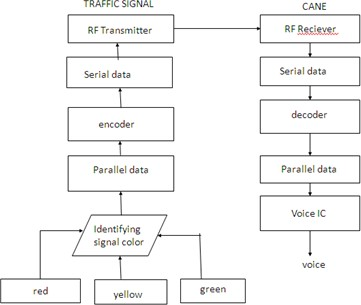 TRAFFIC SIGNAL
CANE
RF Transmitter
RF Reciever
Serial data
Serial data
encoder
decoder
Parallel data
Parallel data
Identifying
signal color
Voice IC
voice
red
yellow
green